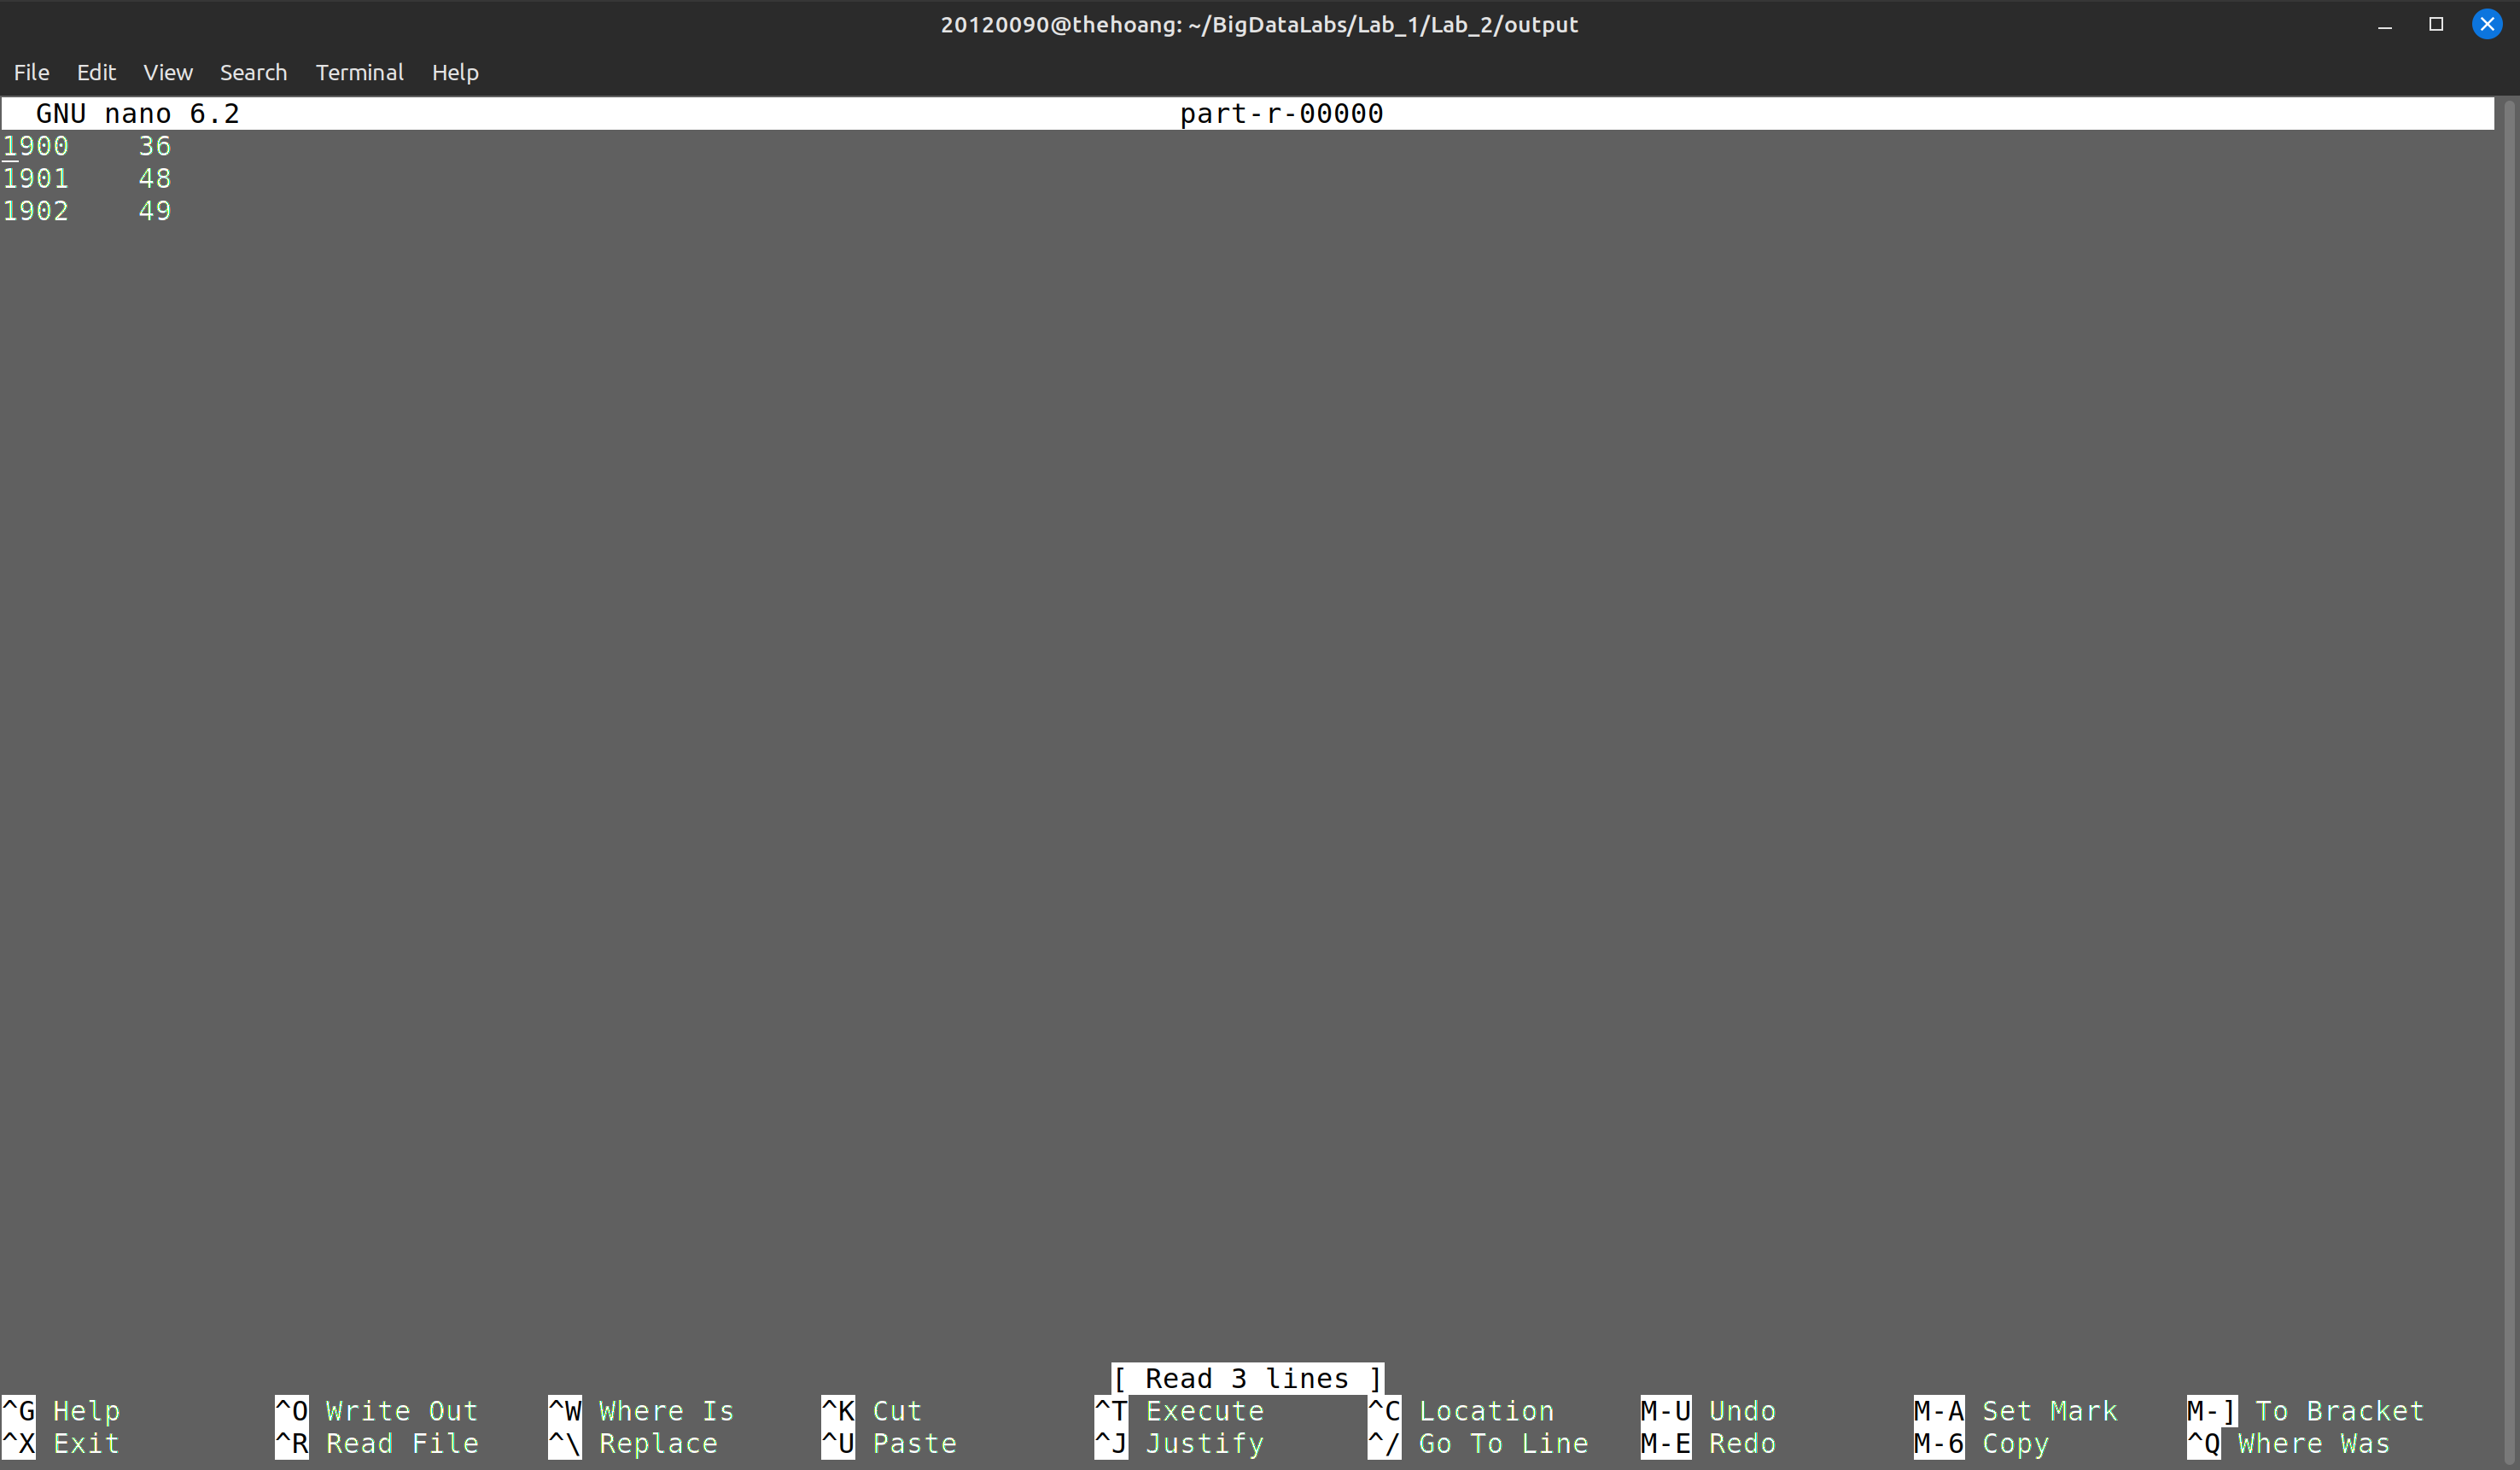 20120090@thehoang: ~/BigDataLabs/Lab_1/Lab_2/output
File Edit View Search Terminal Help
GNU nano 6.2 part-r-00000
1900 36
1901 48
1902 49
[ Read 3 lines ]
^G Help ^O Write Out ^W Where Is ^K Cut ^T Execute ^C Location M-U Undo M-A Set Mark M-] To Bracket
^X Exit ^R Read File ^\ Replace ^U Paste ^J Justify ^/ Go To Line M-E Redo M-6 Copy ^Q Where Was